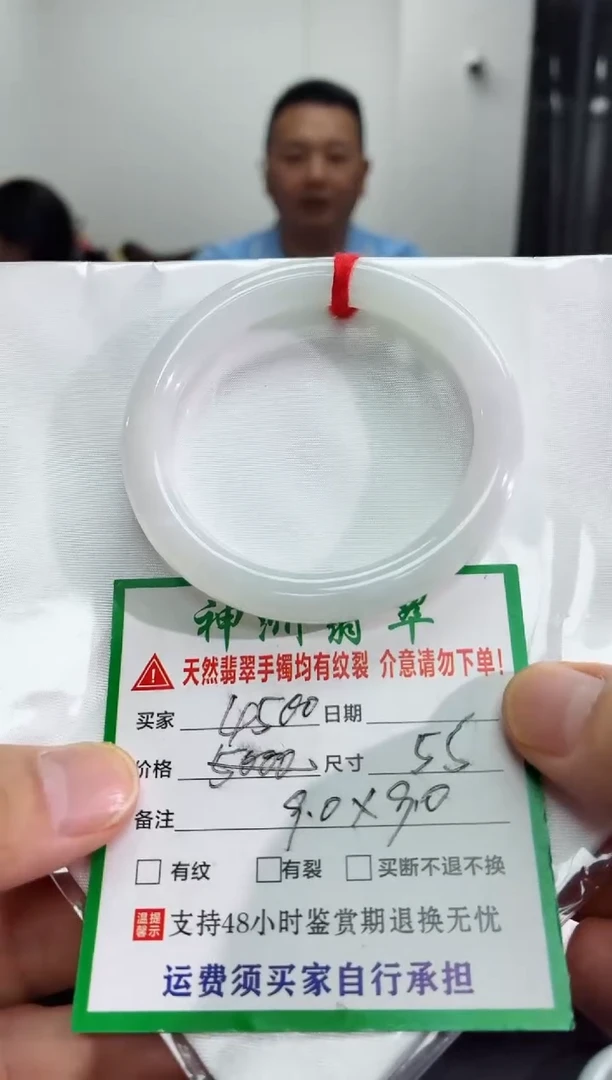 神洲翡翠
天然翡翠手镯均有纹裂 介意请勿下单!
买家 4500 日期
价格 5000 尺寸 55
备注 9.0×9.0
□ 有纹 □有裂 □ 买断不退不换
温馨提示 支持48小时鉴赏期退换无忧
运费须买家自行承担